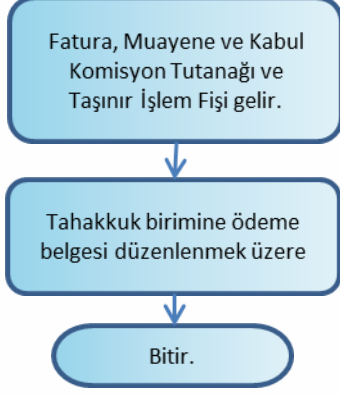 Fatura, Muayene ve Kabul
Komisyon Tutanağı ve
Taşınır İşlem Fişi gelir.
Tahakkuk birimine ödeme
belgesi düzenlenmek üzere
Bitir.